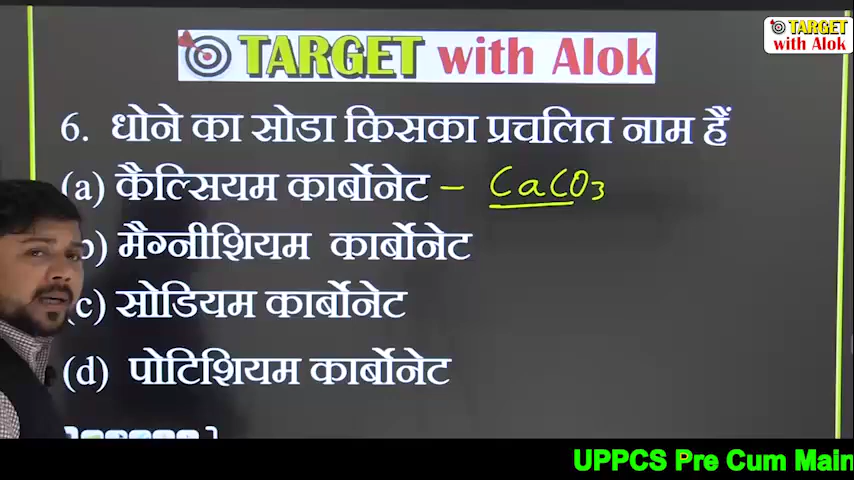 TARGET with Alok
TARGET
with Alok
6. धोने का सोडा किसका प्रचलित नाम हैं
(a) कैल्सियम कार्बोनेट – CaCO3
b) मैग्नीशियम कार्बोनेट
(c) सोडियम कार्बोनेट
(d) पोटिशियम कार्बोनेट
UPPCS Pre Cum Main